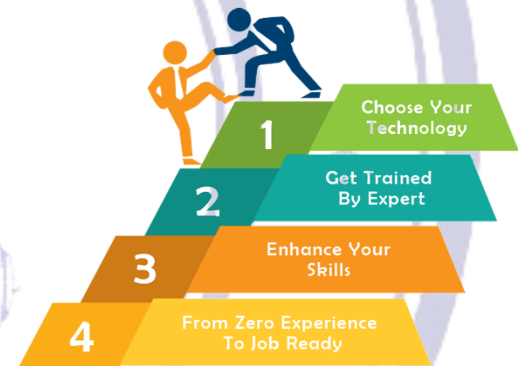 1
Choose Your
Technology
2
Get Trained
By Expert
3
Enhance Your
Skills
4
From Zero Experience
To Job Ready